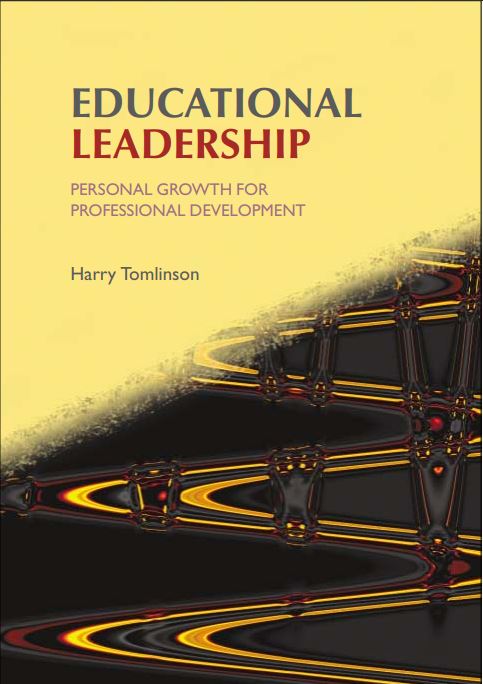 EDUCATIONAL
LEADERSHIP
PERSONAL GROWTH FOR
PROFESSIONAL DEVELOPMENT
Harry Tomlinson